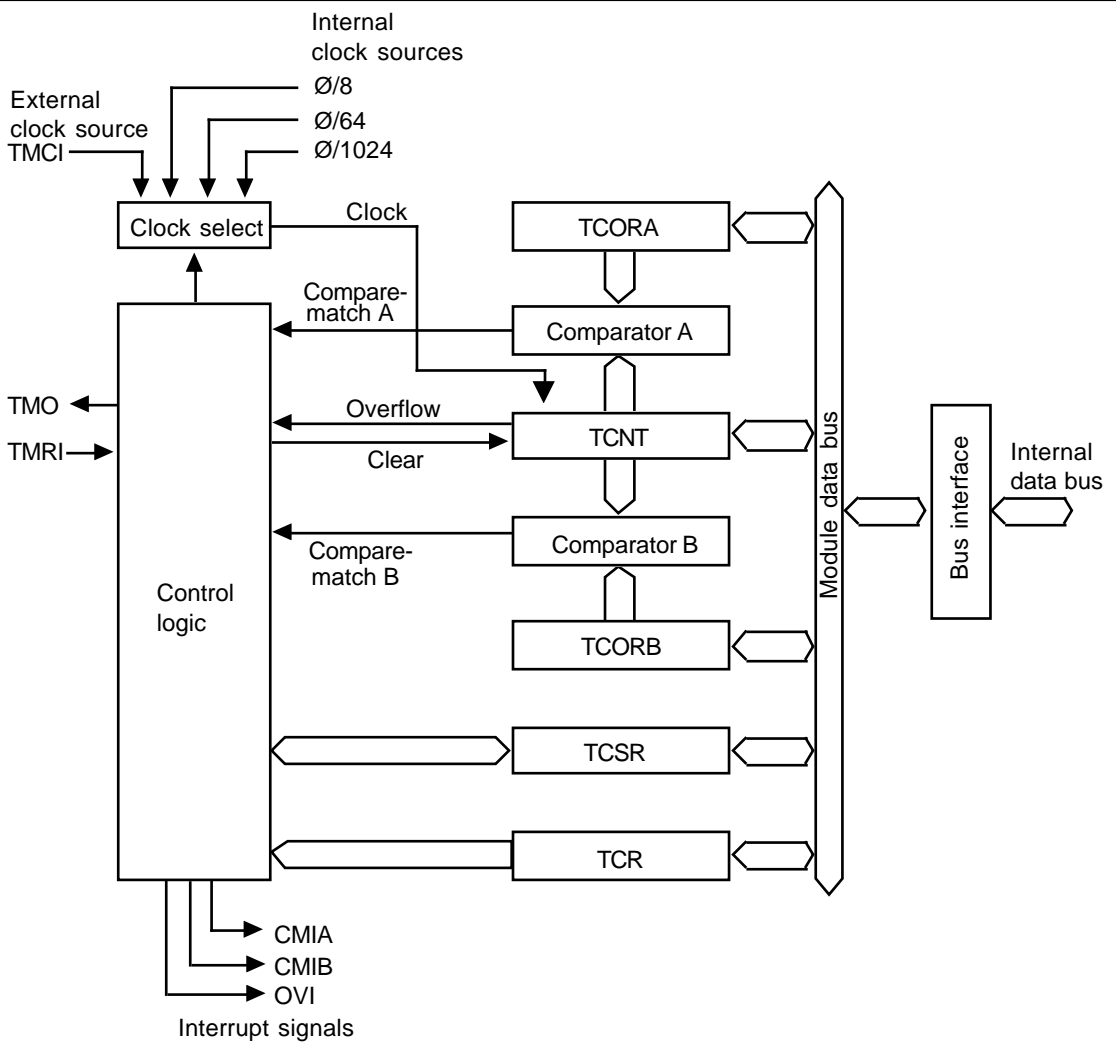 Internal
clock sources
Ø/8
External
clock source
Ø/64
TMCI
Ø/1024
Clock select
Clock
TCORA
Compare-
match A
Comparator A
TMO
Overflow
TCNT
TMRI
Clear
Module data bus
Bus interface
Internal
data bus
Comparator B
Compare-
match B
Control
logic
TCORB
TCSR
TCR
CMIA
CMIB
OVI
Interrupt signals